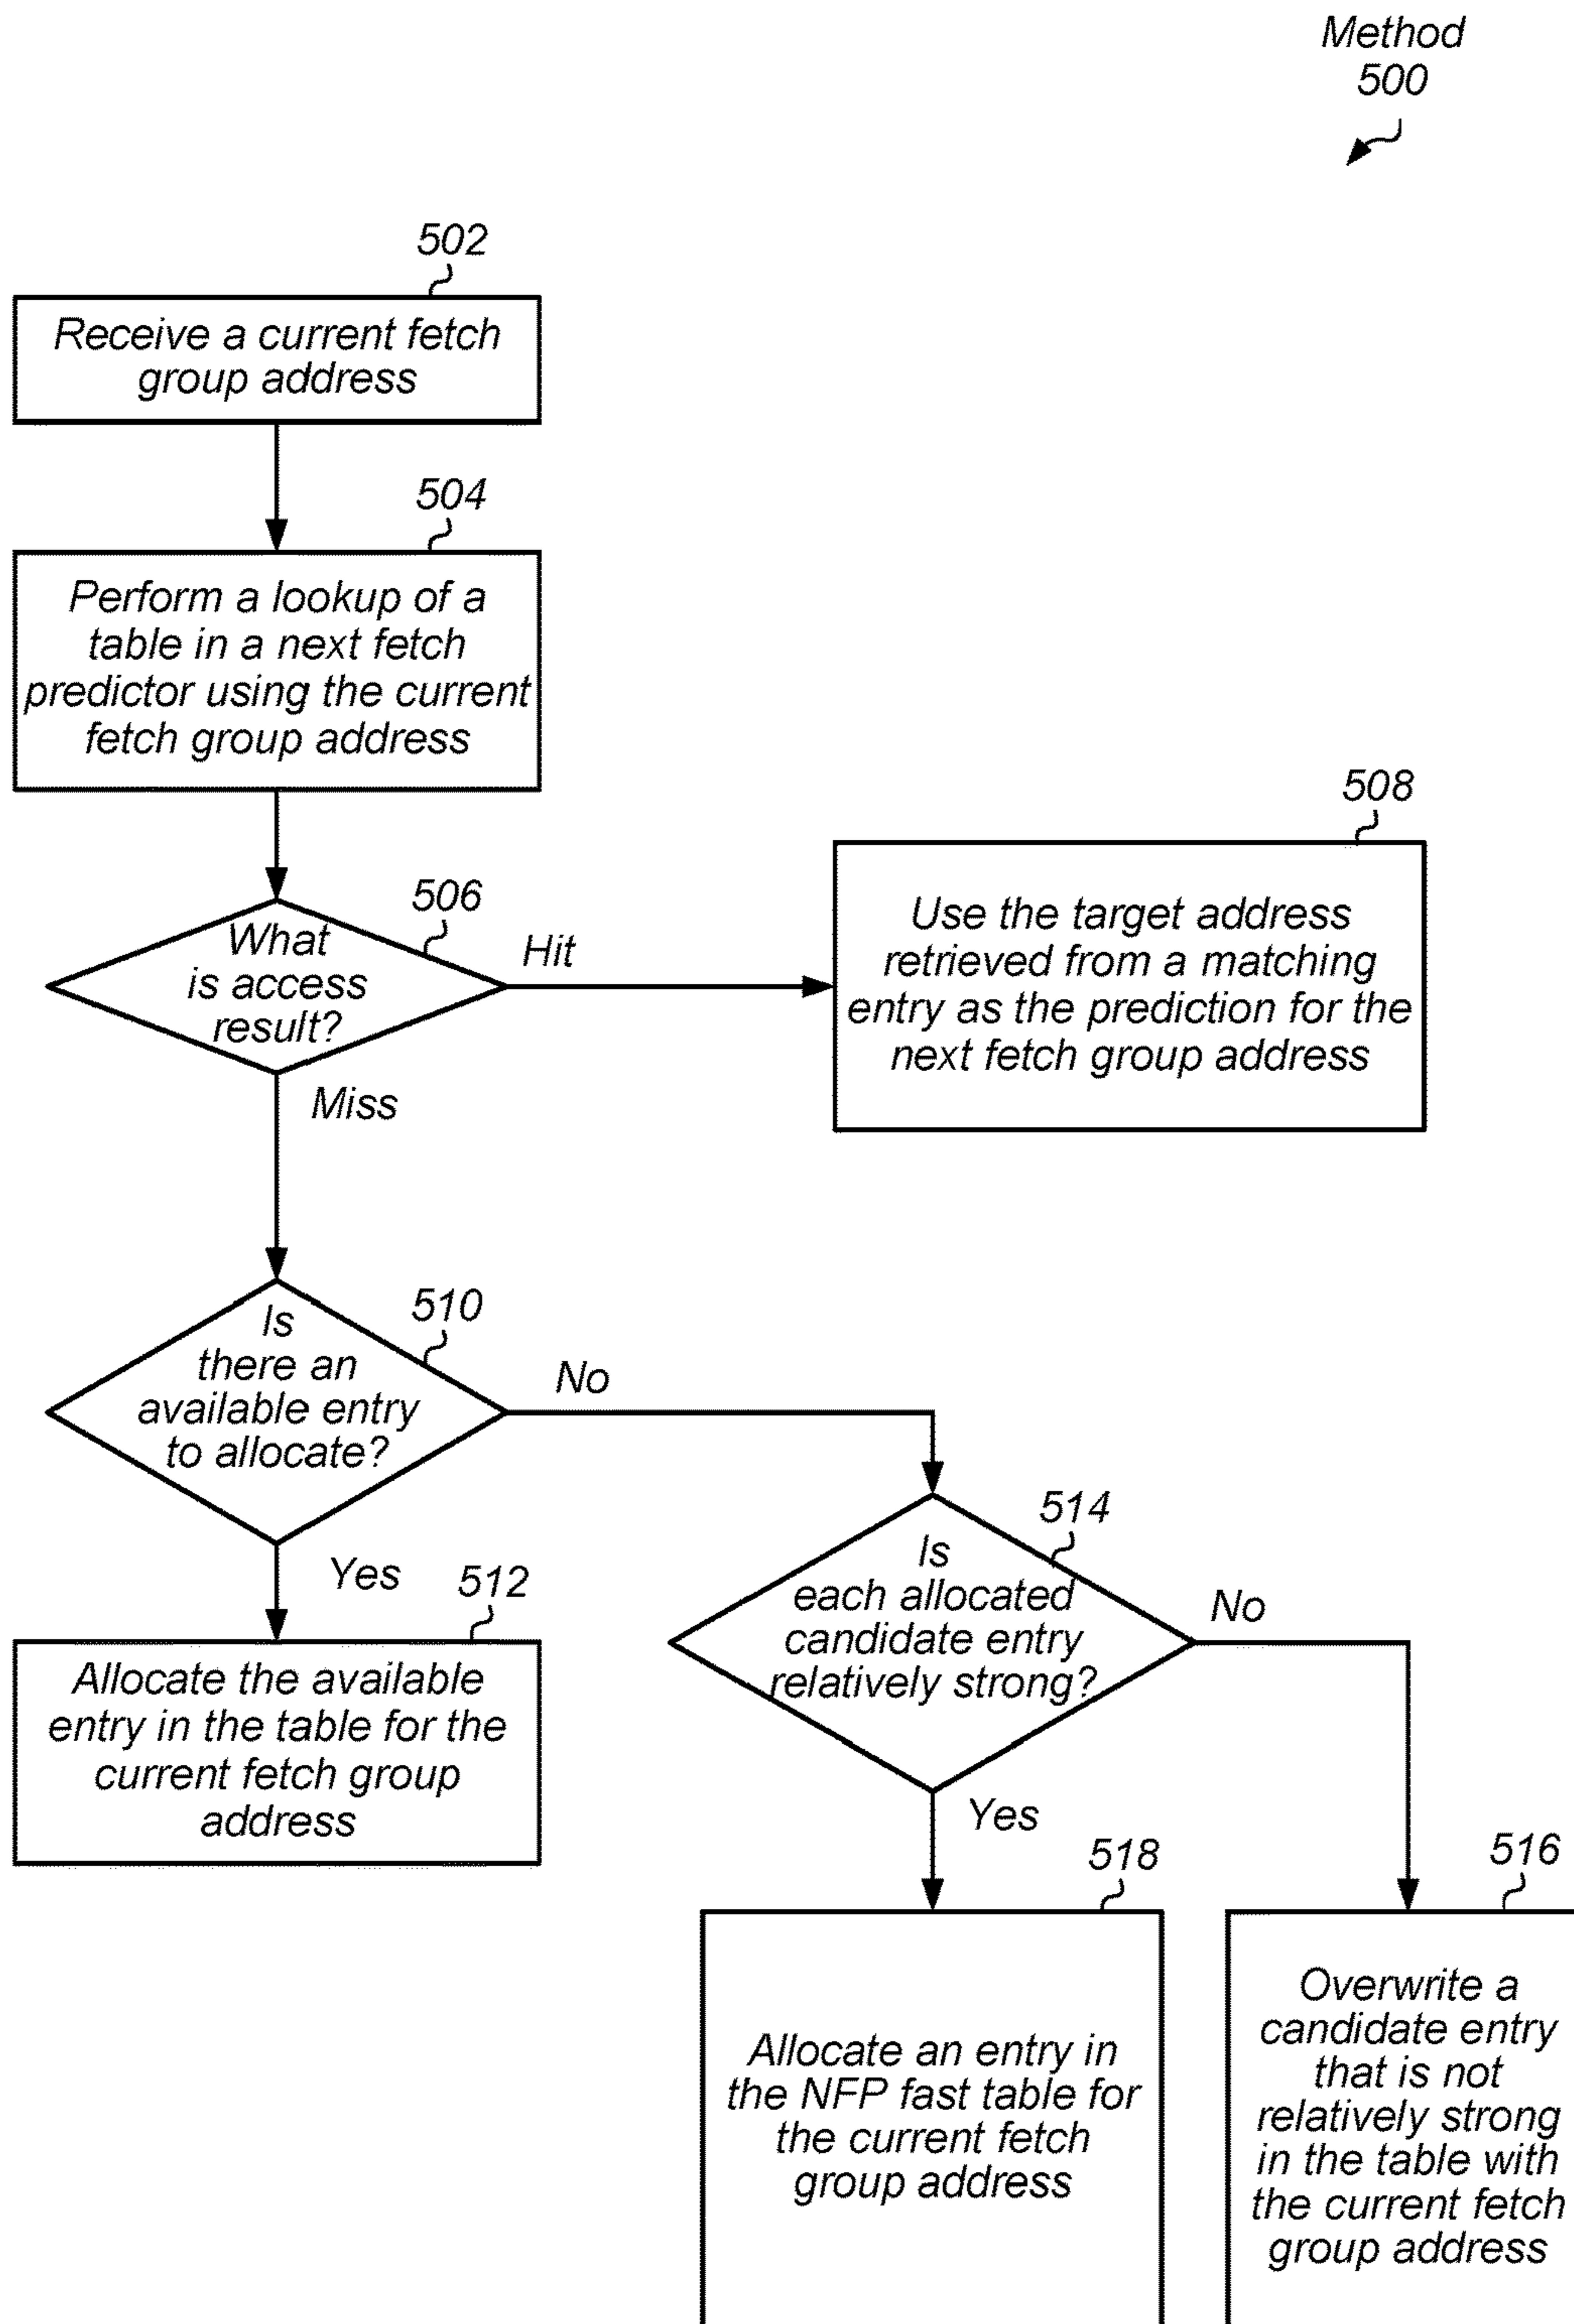 Method
500
502
Receive a current fetch
group address
504
Perform a lookup of a
table in a next fetch
predictor using the current
fetch group address
506
What
is access
result?
Hit
508
Use the target address
retrieved from a matching
entry as the prediction for the
next fetch group address
Miss
510
Is
there an
available entry
to allocate?
No
Yes
512
Allocate the available
entry in the table for the
current fetch group
address
514
Is
each allocated
candidate entry
relatively strong?
No
Yes
518
Allocate an entry in
the NFP fast table for
the current fetch
group address
516
Overwrite a
candidate entry
that is not
relatively strong
in the table with
the current fetch
group address